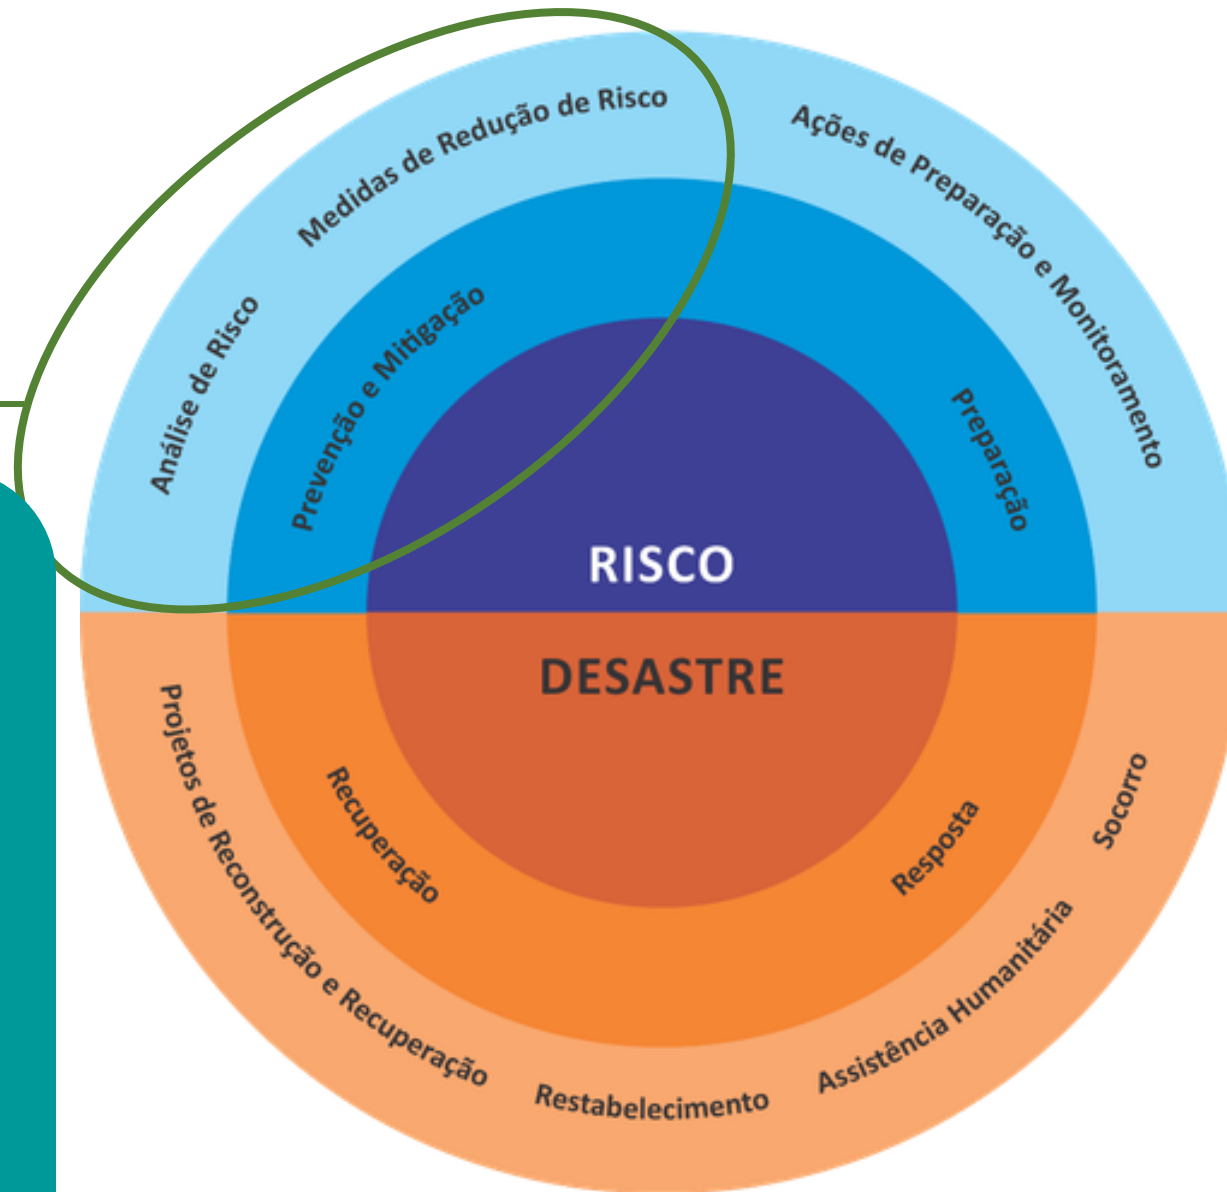 Medidas de Redução de Risco
Ações de Preparação e Monitoramento
Análise de Risco
Prevenção e Mitigação
Preparação
RISCO
DESASTRE
Recuperação
Resposta
Socorro
Projetos de Reconstrução e Recuperação
Restabelecimento
Assistência Humanitária